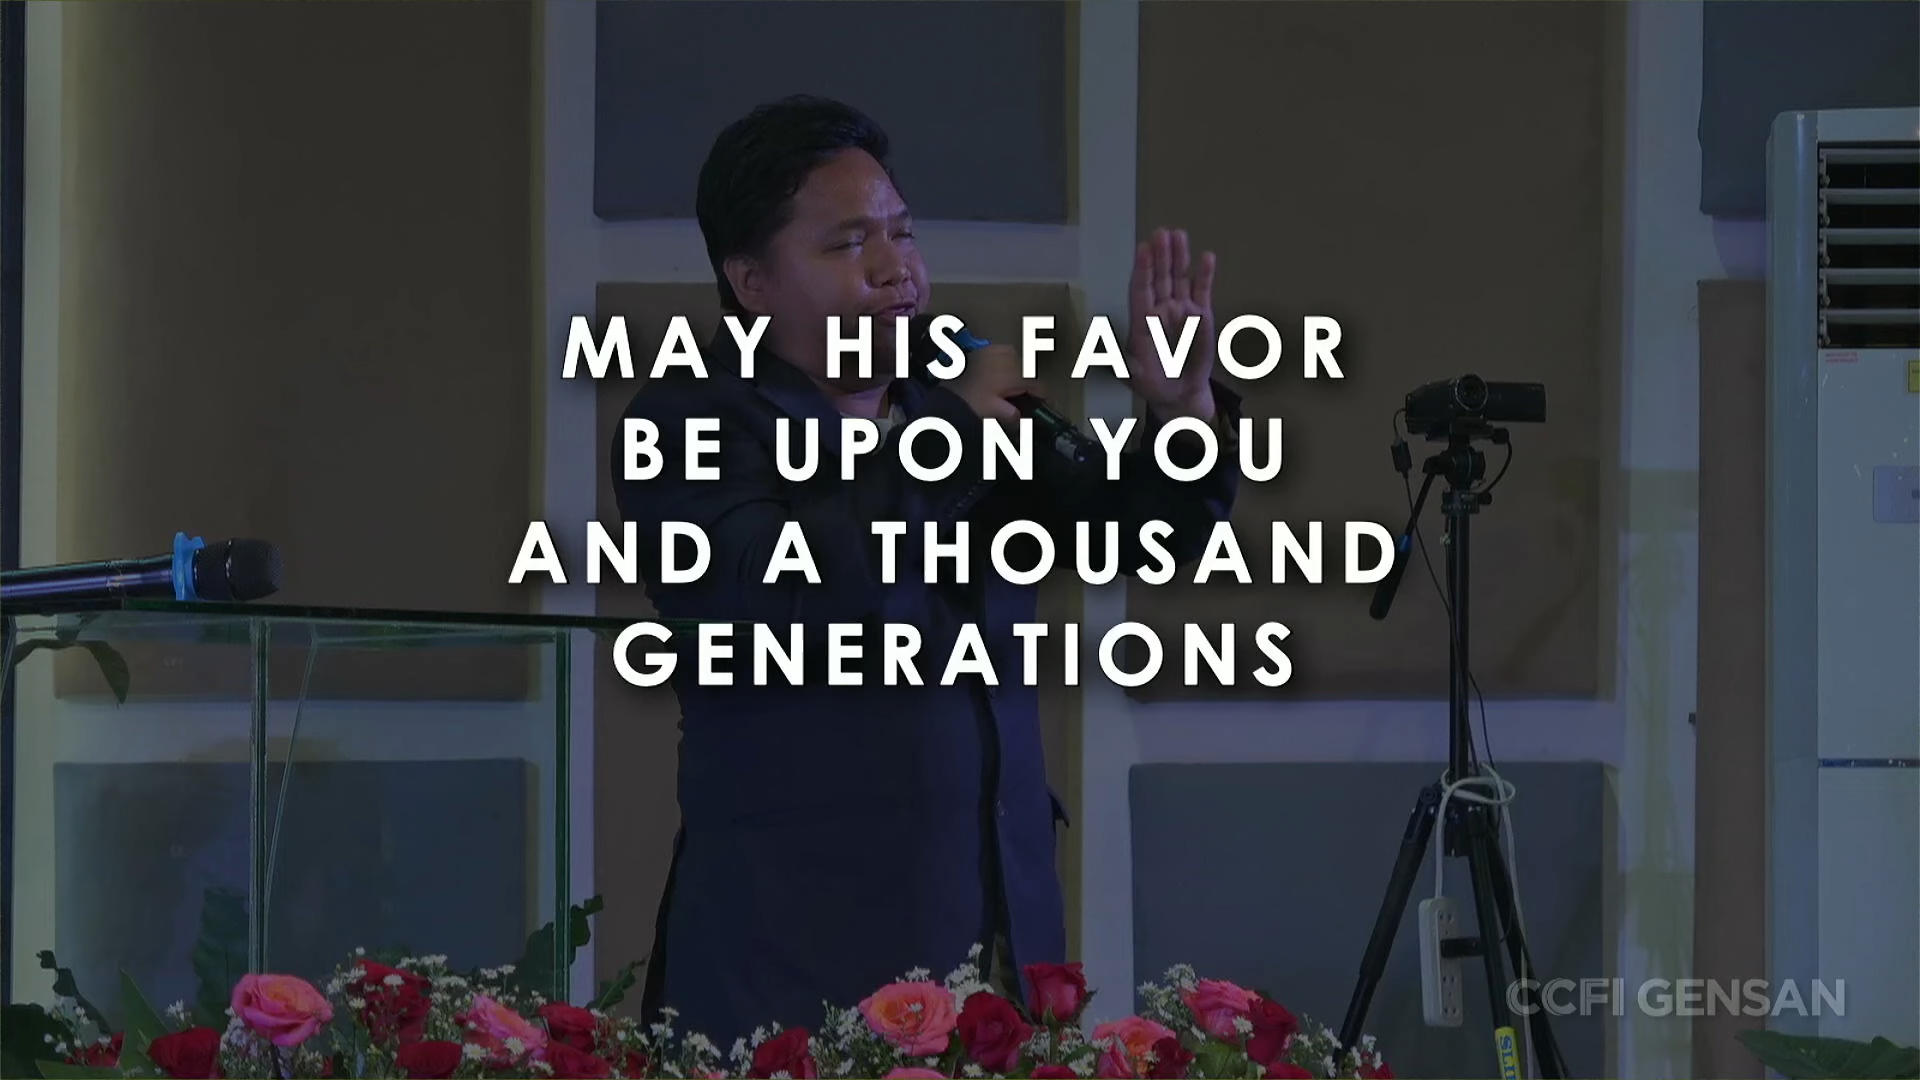 MAY HIS FAVOR
BE UPON YOU
AND A THOUSAND
GENERATIONS
CCFI GENSAN